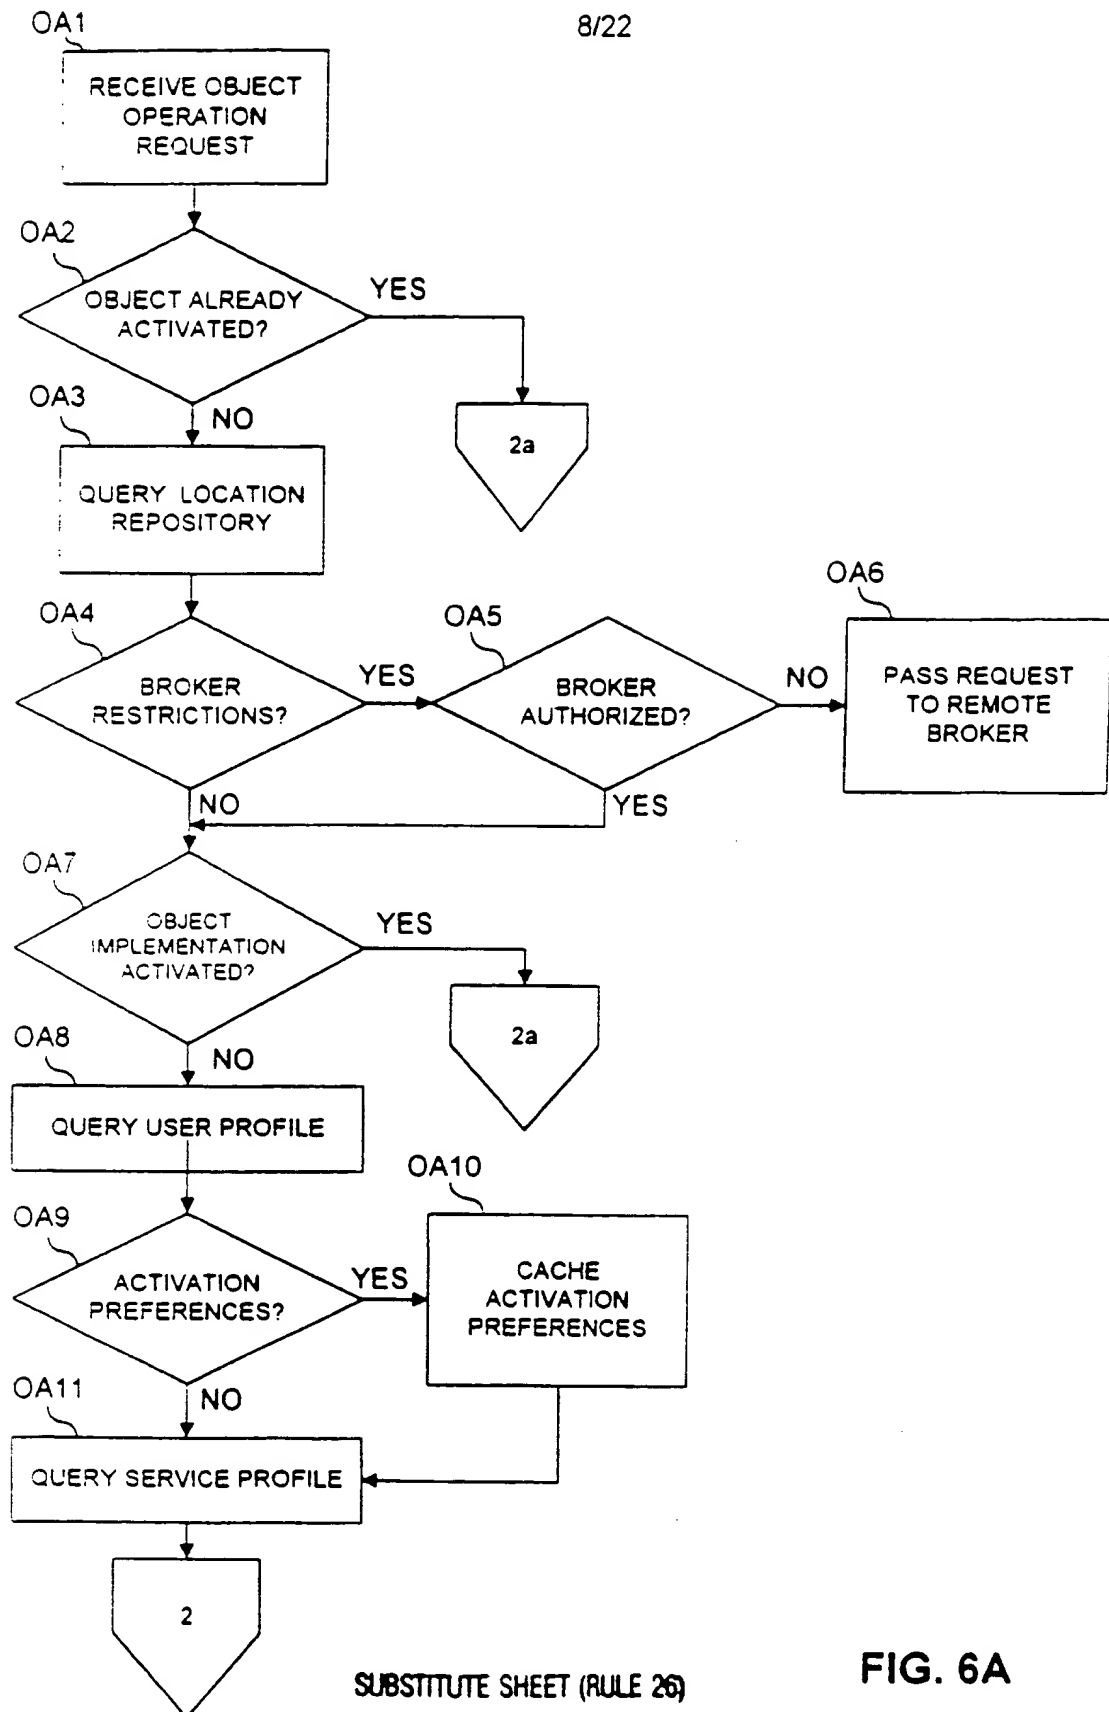 OA1
8/22
RECEIVE OBJECT
OPERATION
REQUEST
OA2
YES
OBJECT ALREADY
ACTIVATED?
OA3
NO
2a
QUERY LOCATION
REPOSITORY
OA4
OA5
OA6
BROKER
RESTRICTIONS?
YES
BROKER
AUTHORIZED?
NO
PASS REQUEST
TO REMOTE
BROKER
NO
YES
OA7
OBJECT
IMPLEMENTATION
ACTIVATED?
YES
2a
OA8
NO
QUERY USER PROFILE
OA10
OA9
ACTIVATION
PREFERENCES?
YES
CACHE
ACTIVATION
PREFERENCES
OA11
NO
QUERY SERVICE PROFILE
2
SUBSTITUTE SHEET (RULE 26)
FIG. 6A